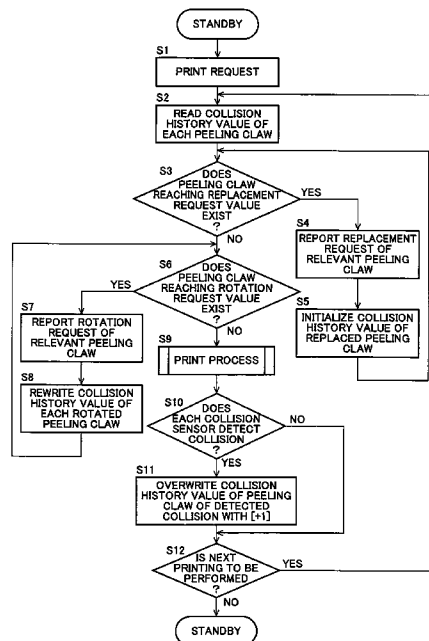 STANDBY
S1
PRINT REQUEST
S2
READ COLLISION
HISTORY VALUE OF
EACH PEELING CLAW
S3
DOES
PEELING CLAW
REACHING REPLACEMENT
REQUEST VALUE
EXIST
?
YES
NO
S4
REPORT REPLACEMENT
REQUEST OF
RELEVANT PEELING
CLAW
S5
INITIALIZE COLLISION
HISTORY VALUE OF
REPLACED PEELING
CLAW
S6
DOES
PEELING CLAW
REACHING ROTATION
REQUEST VALUE
EXIST
?
YES
NO
S7
REPORT ROTATION
REQUEST OF
RELEVANT PEELING
CLAW
S8
REWRITE COLLISION
HISTORY VALUE OF
EACH ROTATED
PEELING CLAW
S9
PRINT PROCESS
S10
DOES
EACH COLLISION
SENSOR DETECT
COLLISION
?
NO
YES
S11
OVERWRITE COLLISION
HISTORY VALUE OF PEELING
CLAW OF DETECTED
COLLISION WITH [+1]
S12
IS NEXT
PRINTING TO BE
PERFORMED
?
YES
NO
STANDBY